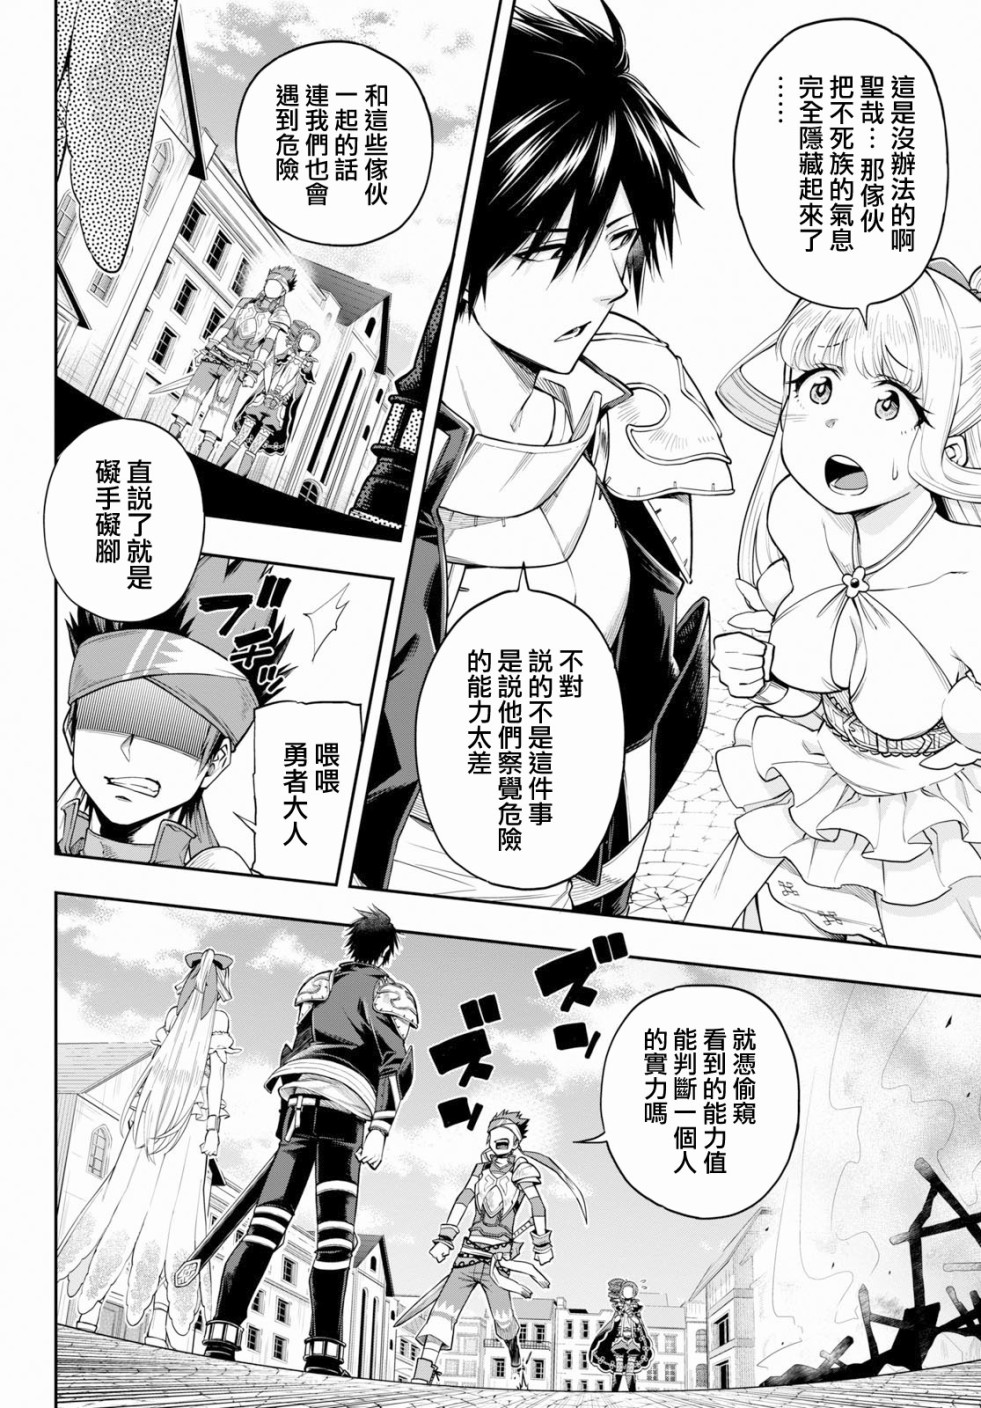 這是沒辦法的啊
聖哉…那傢伙
把不死族的氣息
完全隱藏起來了
……
不對
說的不是這件事
是說他們察覺危險
的能力太差
和這些傢伙
一起的話
連我們也會
遇到危險
直說了就是
礙手礙腳
ブチッ
喂喂
勇者大人
就憑偷窺
看到的能力值
能判斷一個人
的實力嗎
ズンズン